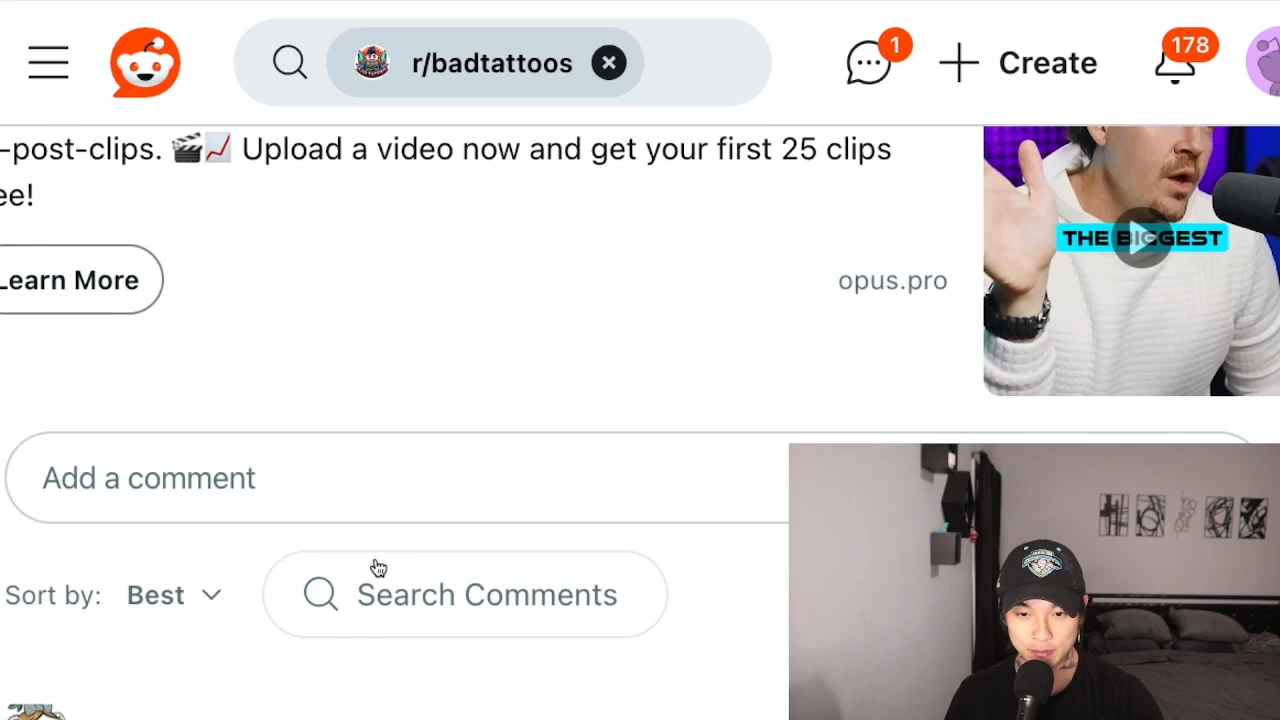 r/badtattoos
1
Create
178
-post-clips. 🎬📈 Upload a video now and get your first 25 clips
ee!
THE BIGGEST
Learn More
opus.pro
Add a comment
Sort by: Best
Search Comments